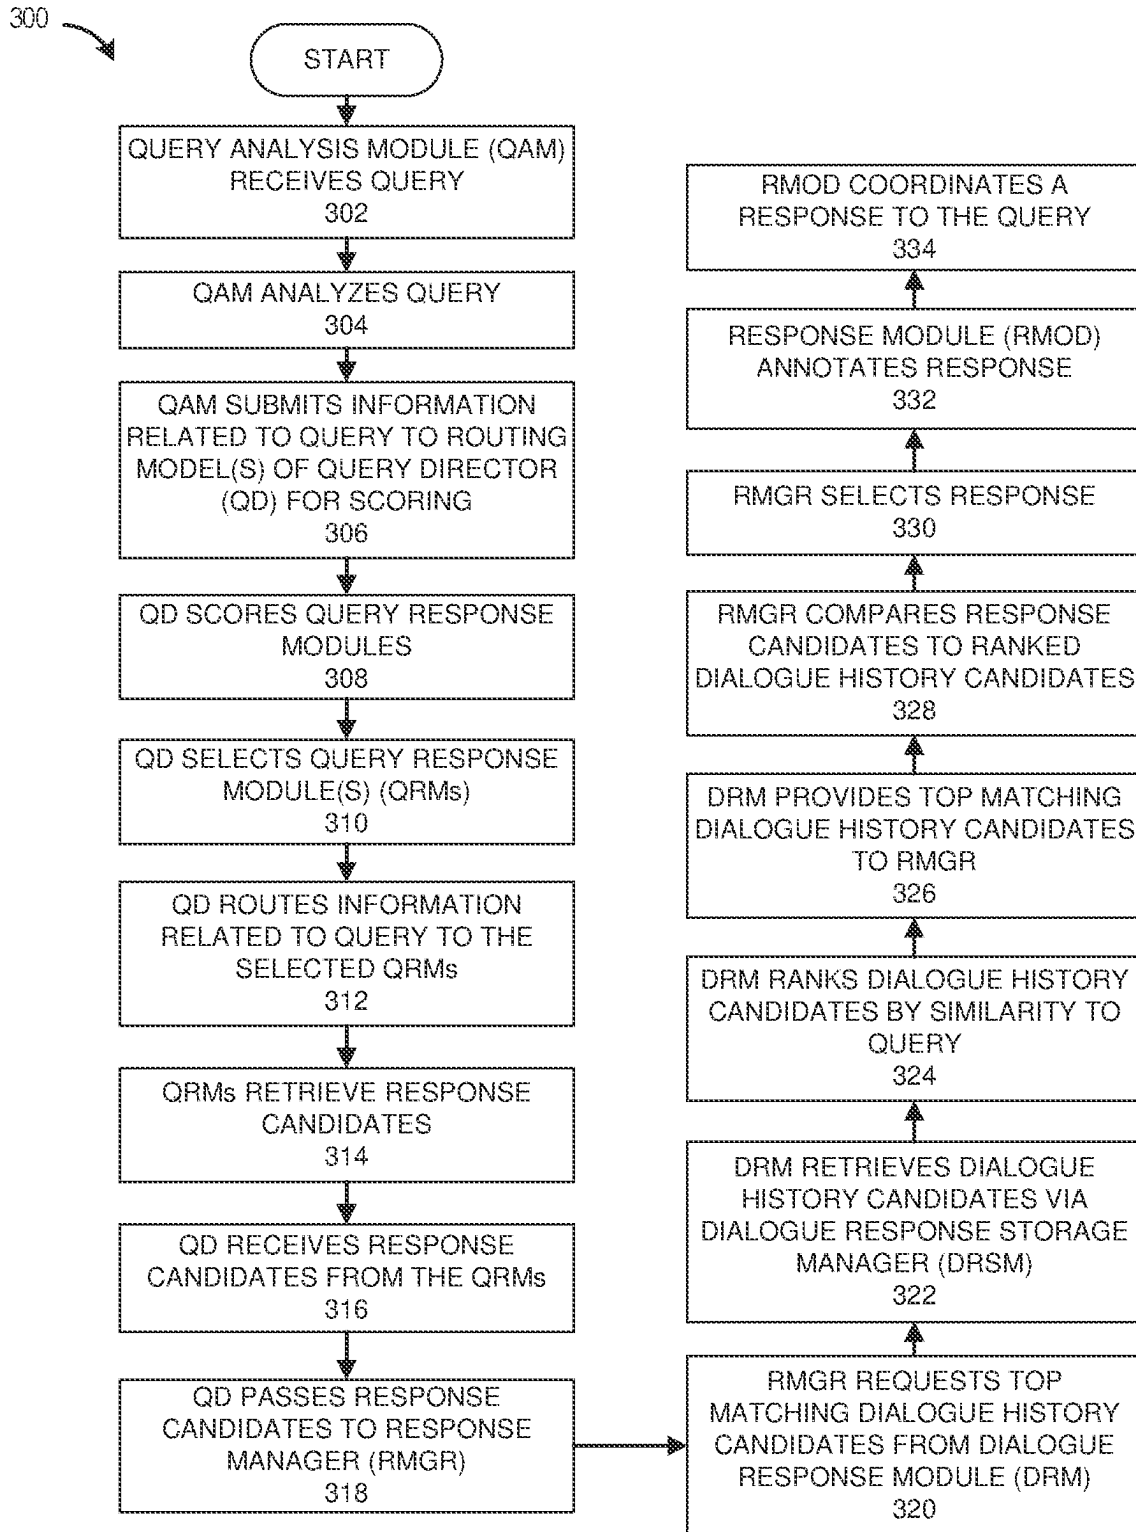 300
START
QUERY ANALYSIS MODULE (QAM)
RECEIVES QUERY
302
QAM ANALYZES QUERY
304
QAM SUBMITS INFORMATION
RELATED TO QUERY TO ROUTING
MODEL(S) OF QUERY DIRECTOR
(QD) FOR SCORING
306
QD SCORES QUERY RESPONSE
MODULES
308
QD SELECTS QUERY RESPONSE
MODULE(S) (QRMs)
310
QD ROUTES INFORMATION
RELATED TO QUERY TO THE
SELECTED QRMs
312
QRMs RETRIEVE RESPONSE
CANDIDATES
314
QD RECEIVES RESPONSE
CANDIDATES FROM THE QRMs
316
QD PASSES RESPONSE
CANDIDATES TO RESPONSE
MANAGER (RMGR)
318
RMGR REQUESTS TOP
MATCHING DIALOGUE HISTORY
CANDIDATES FROM DIALOGUE
RESPONSE MODULE (DRM)
320
DRM RETRIEVES DIALOGUE
HISTORY CANDIDATES VIA
DIALOGUE RESPONSE STORAGE
MANAGER (DRSM)
322
DRM RANKS DIALOGUE HISTORY
CANDIDATES BY SIMILARITY TO
QUERY
324
DRM PROVIDES TOP MATCHING
DIALOGUE HISTORY CANDIDATES
TO RMGR
326
RMGR COMPARES RESPONSE
CANDIDATES TO RANKED
DIALOGUE HISTORY CANDIDATES
328
RMGR SELECTS RESPONSE
330
RESPONSE MODULE (RMOD)
ANNOTATES RESPONSE
332
RMOD COORDINATES A
RESPONSE TO THE QUERY
334